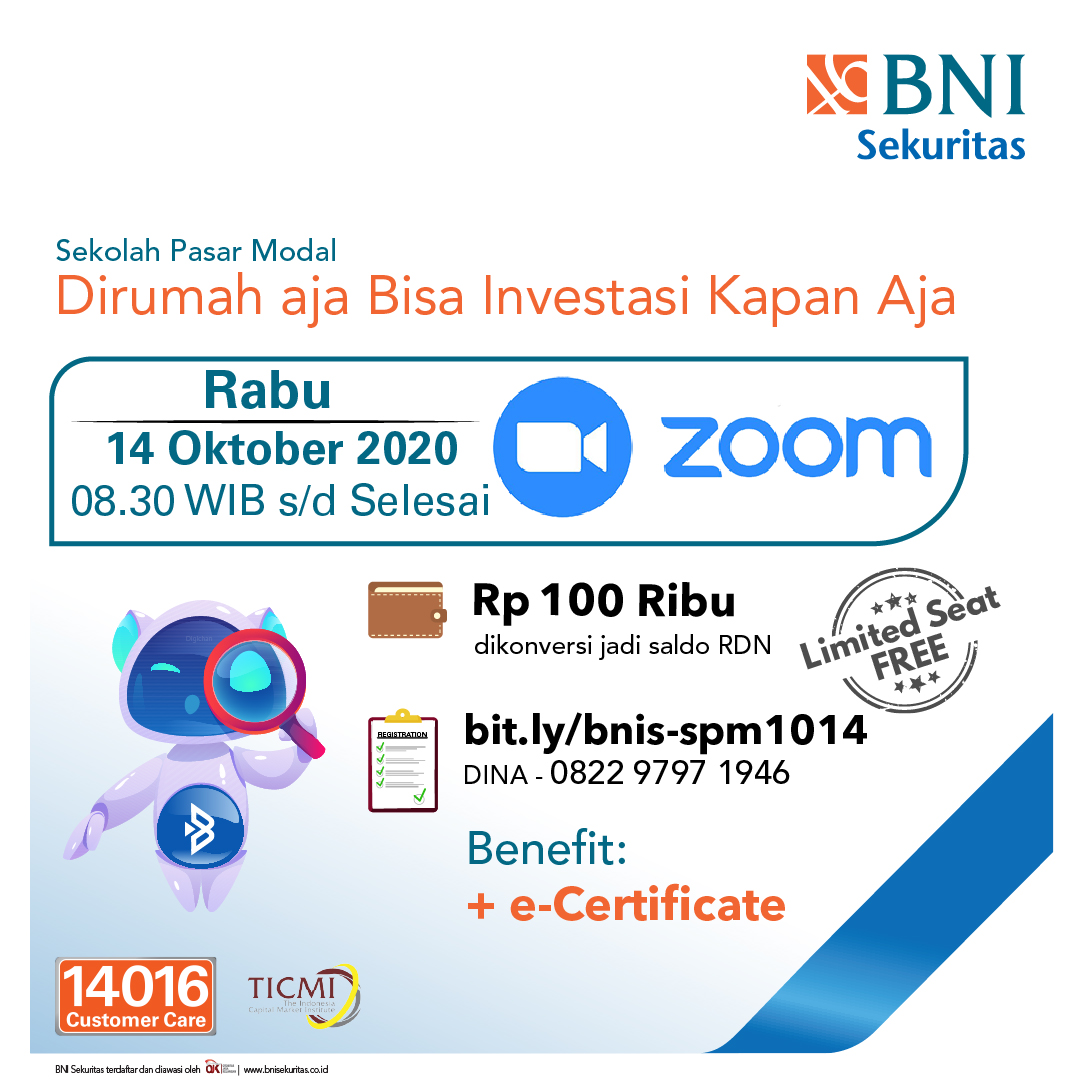 BNI
Sekuritas
Sekolah Pasar Modal
Dirumah aja Bisa Investasi Kapan Aja
Rabu
14 Oktober 2020
08.30 WIB s/d Selesai
zoom
Rp 100 Ribu
dikonversi jadi saldo RDN
Limited Seat
FREE
REGISTRATION
bit.ly/bnis-spm1014
DINA - 0822 9797 1946
Benefit:
+ e-Certificate
14016
Customer Care
TICMI
The Indonesia
Capital Market Institute
BNI Sekuritas terdaftar dan diawasi oleh | www.bnisekuritas.co.id